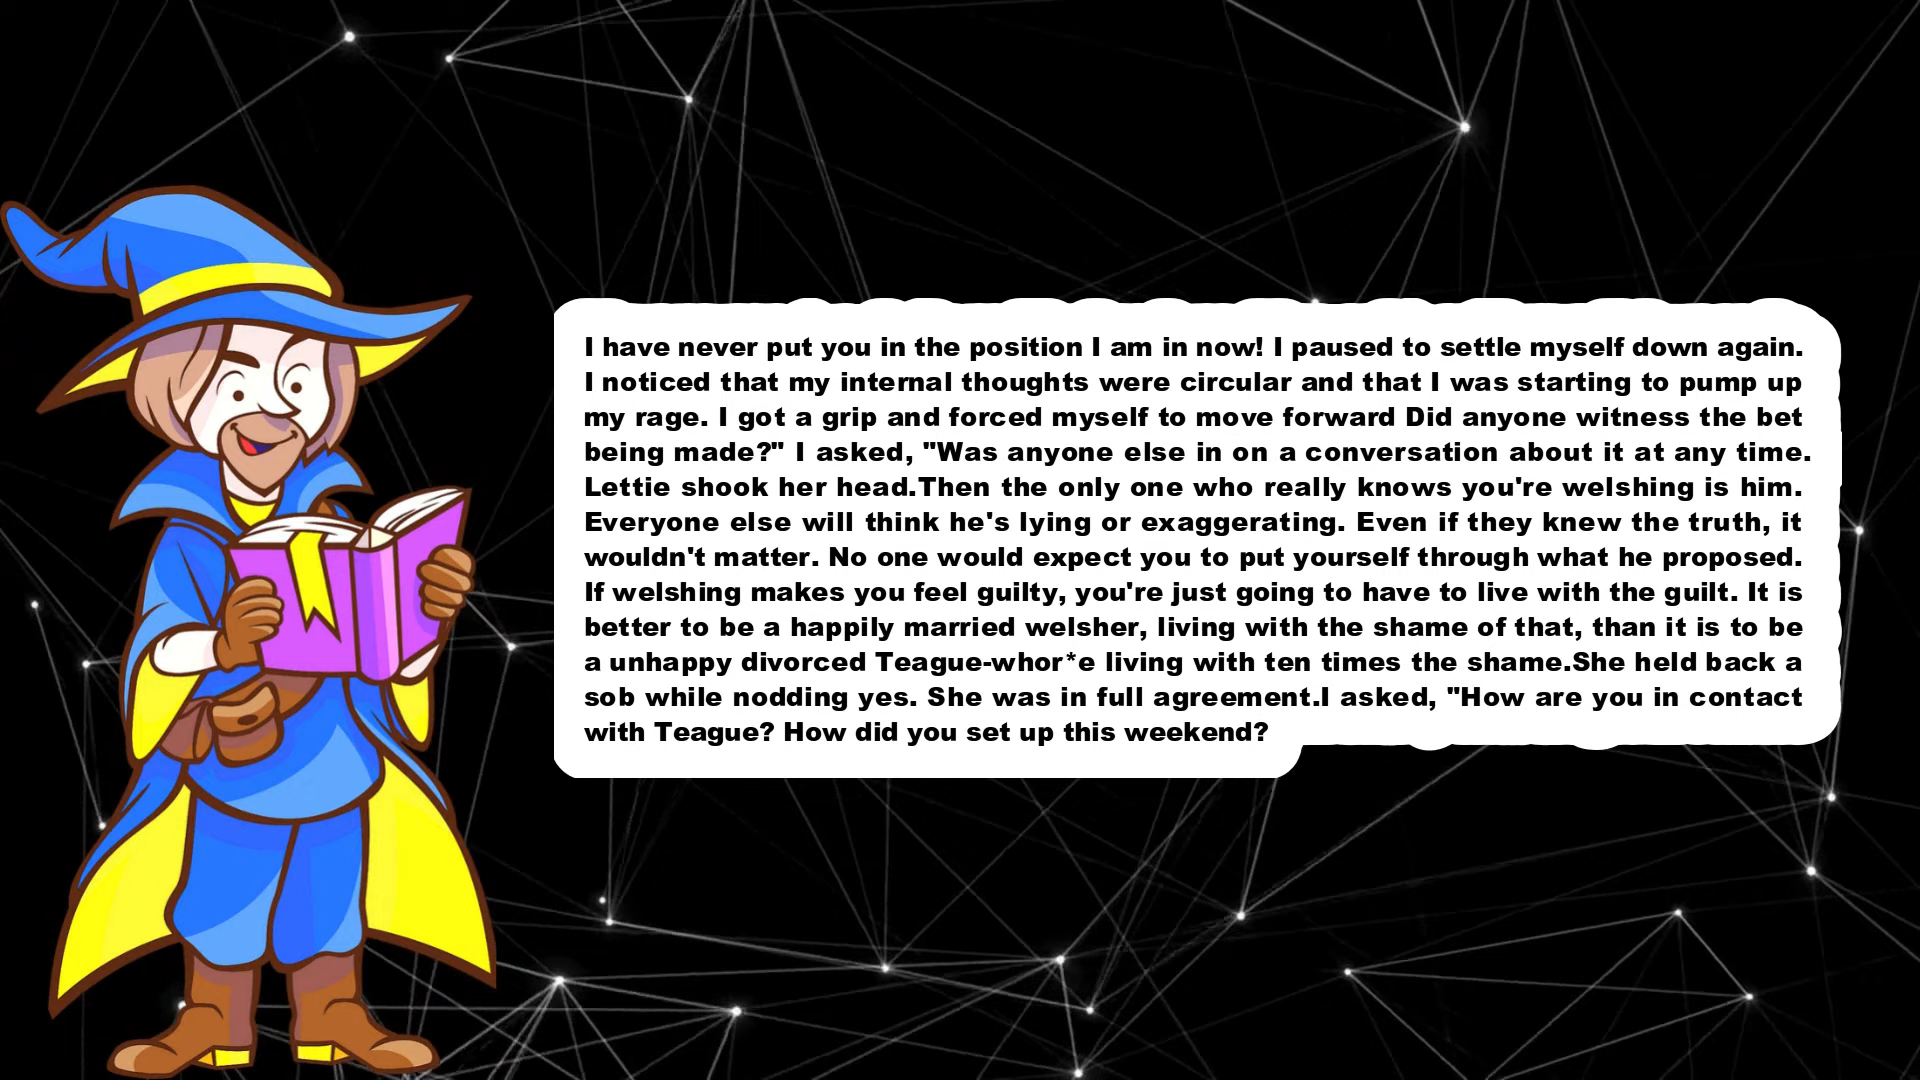 I have never put you in the position I am in now! I paused to settle myself down again.
I noticed that my internal thoughts were circular and that I was starting to pump up
my rage. I got a grip and forced myself to move forward Did anyone witness the bet
being made?" I asked, "Was anyone else in on a conversation about it at any time.
Lettie shook her head.Then the only one who really knows you're welshing is him.
Everyone else will think he's lying or exaggerating. Even if they knew the truth, it
wouldn't matter. No one would expect you to put yourself through what he proposed.
If welshing makes you feel guilty, you're just going to have to live with the guilt. It is
better to be a happily married welsher, living with the shame of that, than it is to be
a unhappy divorced Teague-whor*e living with ten times the shame.She held back a
sob while nodding yes. She was in full agreement.I asked, "How are you in contact
with Teague? How did you set up this weekend?